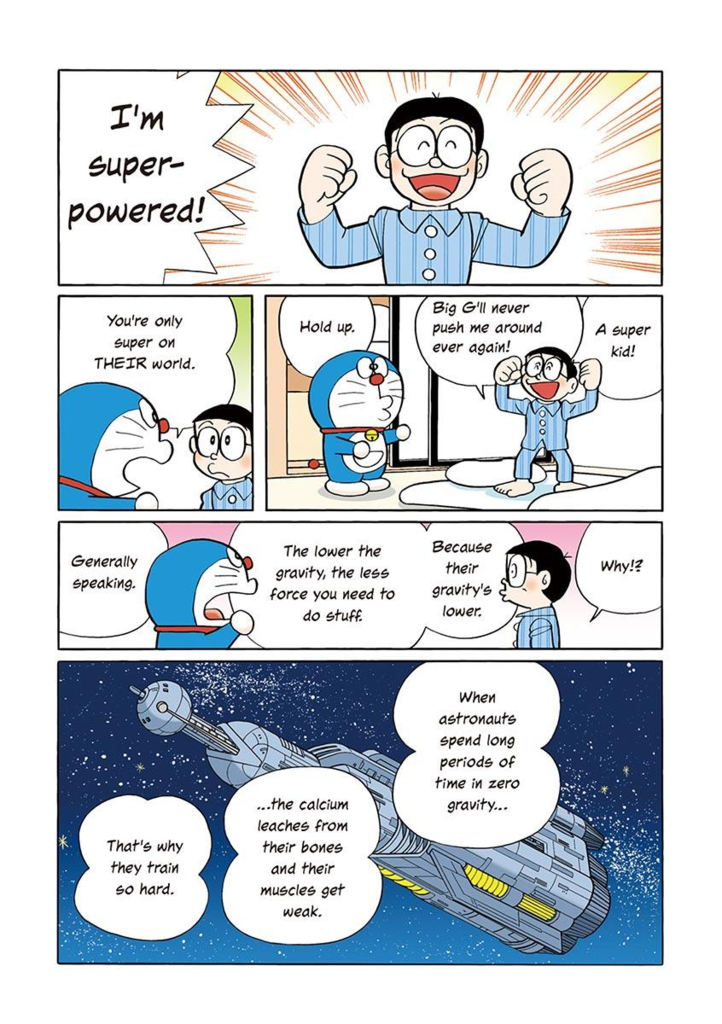 I'm
super-
powered!
A super
kid!
Big G'll never
push me around
ever again!
Hold up.
You're only
super on
THEIR world.
Why!?
Because
their
gravity's
lower.
The lower the
gravity, the less
force you need to
do stuff.
Generally
speaking.
When
astronauts
spend long
periods of
time in zero
gravity...
...the calcium
leaches from
their bones
and their
muscles get
weak.
That's why
they train
so hard.